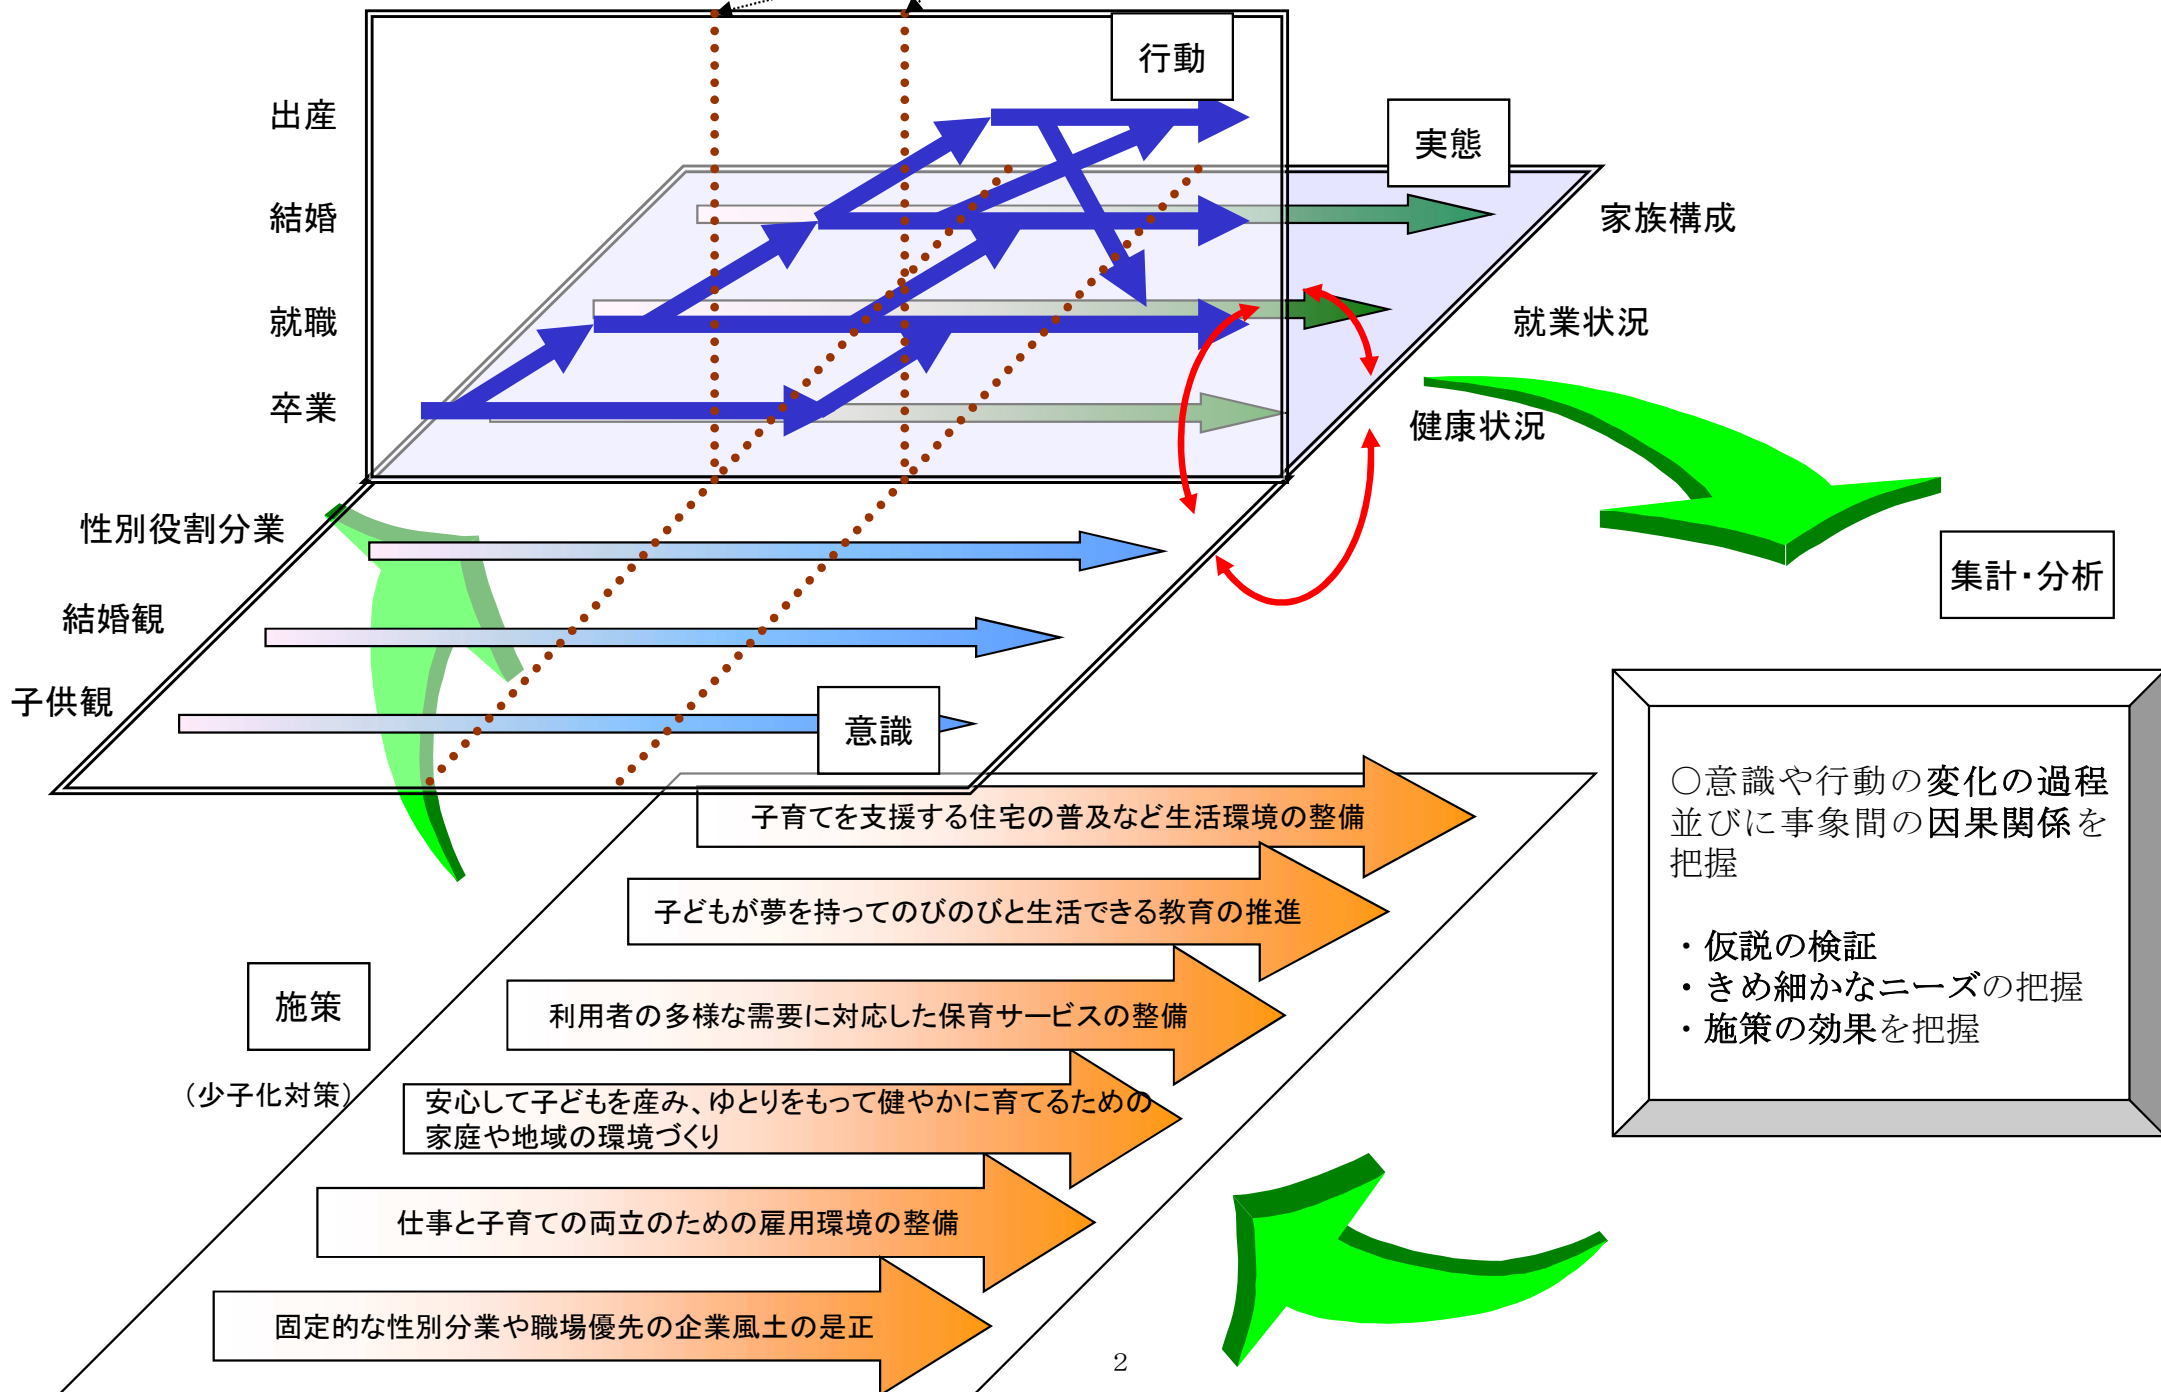 行動
出産
実態
結婚
家族構成
就職
就業状況
卒業
健康状況
性別役割分業
集計・分析
結婚観
子供観
意識
○意識や行動の変化の過程
並びに事象間の因果関係を
把握
・仮説の検証
・きめ細かなニーズの把握
・施策の効果を把握
子育てを支援する住宅の普及など生活環境の整備
子どもが夢を持ってのびのびと生活できる教育の推進
施策
利用者の多様な需要に対応した保育サービスの整備
（少子化対策）
安心して子どもを産み、ゆとりをもって健やかに育てるための
家庭や地域の環境づくり
仕事と子育ての両立のための雇用環境の整備
固定的な性別分業や職場優先の企業風土の是正
2